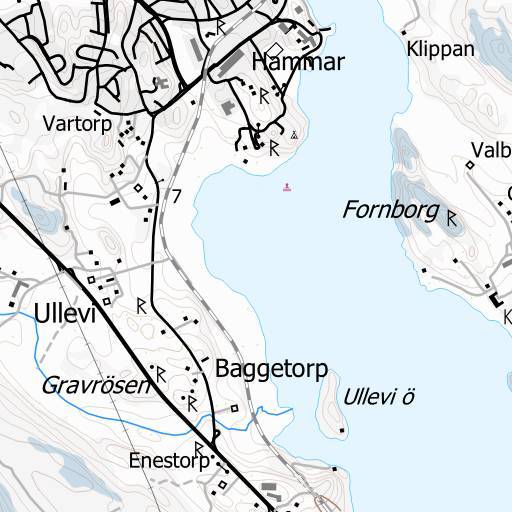 Klippan
Hammar
Vartorp
Valb
7
Fornborg
Ullevi
K
Baggetorp
Gravrösen
Ullevi ö
Enestorp